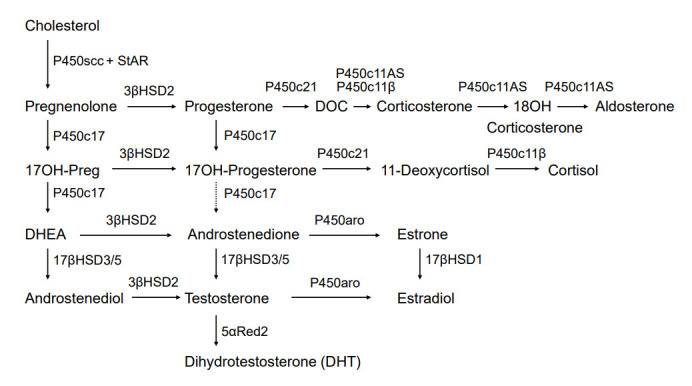 Cholesterol
P450scc + StAR
P450c11AS
3βHSD2 P450c21 P450c11β P450c11AS P450c11AS
Pregnenolone Progesterone DOC Corticosterone 18OH Aldosterone
Corticosterone
P450c17 P450c17
3βHSD2 P450c21 P450c11β
17OH-Preg 17OH-Progesterone 11-Deoxycortisol Cortisol
P450c17 P450c17
3βHSD2 P450aro
DHEA Androstenedione Estrone
17βHSD3/5 17βHSD3/5 17βHSD1
3βHSD2 P450aro
Androstenediol Testosterone Estradiol
5αRed2
Dihydrotestosterone (DHT)